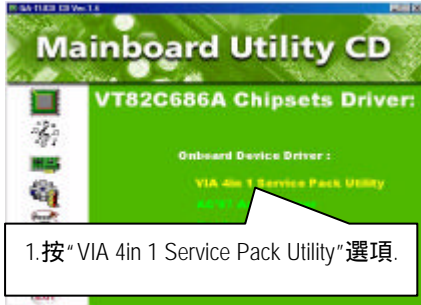 Mainboard Utility CD
VT82C686A Chipsets Driver:
Onboard Device Driver :
VIA 4in 1 Service Pack Utility
1.按“VIA 4in 1 Service Pack Utility”選項.